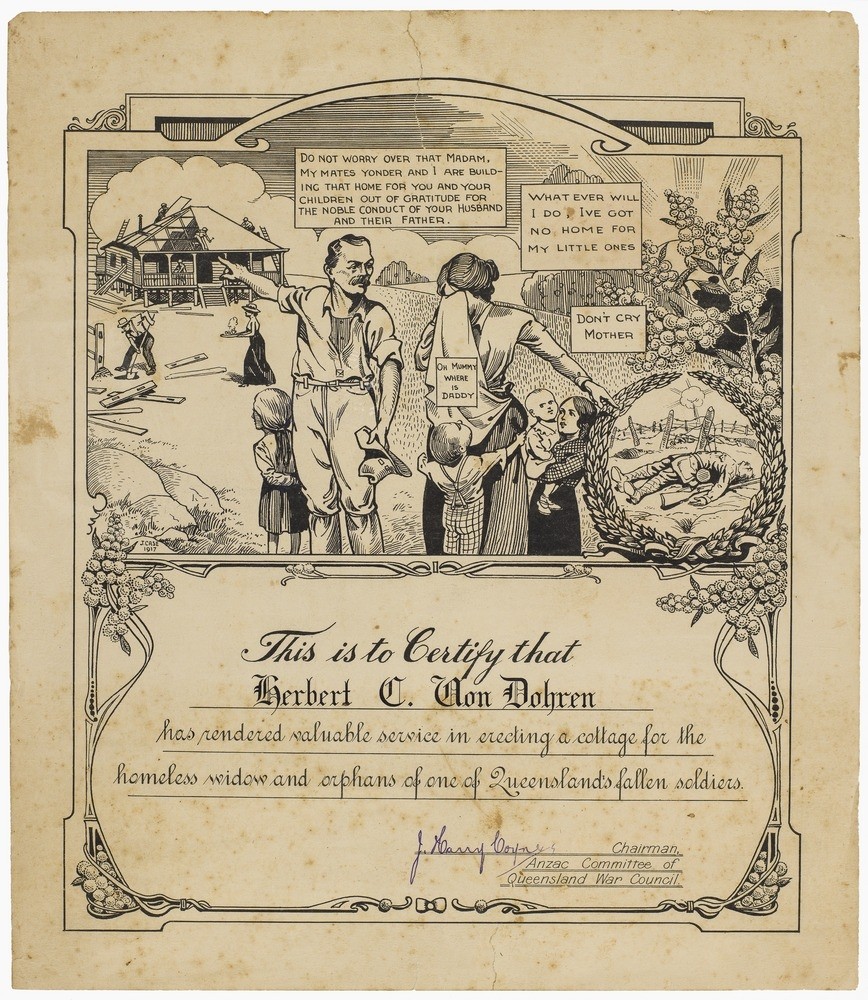 DO NOT WORRY OVER THAT MADAM,
MY MATES YONDER AND I ARE BUILD-
ING THAT HOME FOR YOU AND YOUR
CHILDREN OUT OF GRATITUDE FOR
THE NOBLE CONDUCT OF YOUR HUSBAND
AND THEIR FATHER.
WHAT EVER WILL
I DO, IVE GOT
NO HOME FOR
MY LITTLE ONES
DON'T CRY
MOTHER
OH MUMMY
WHERE
IS
DADDY
J. CASE
1917
This is to Certify that
Herbert C. Von Dohren
has rendered valuable service in erecting a cottage for the
homeless widow and orphans of one of Queensland's fallen soldiers.
J. Harry Coyne
Chairman,
Anzac Committee of
Queensland War Council.